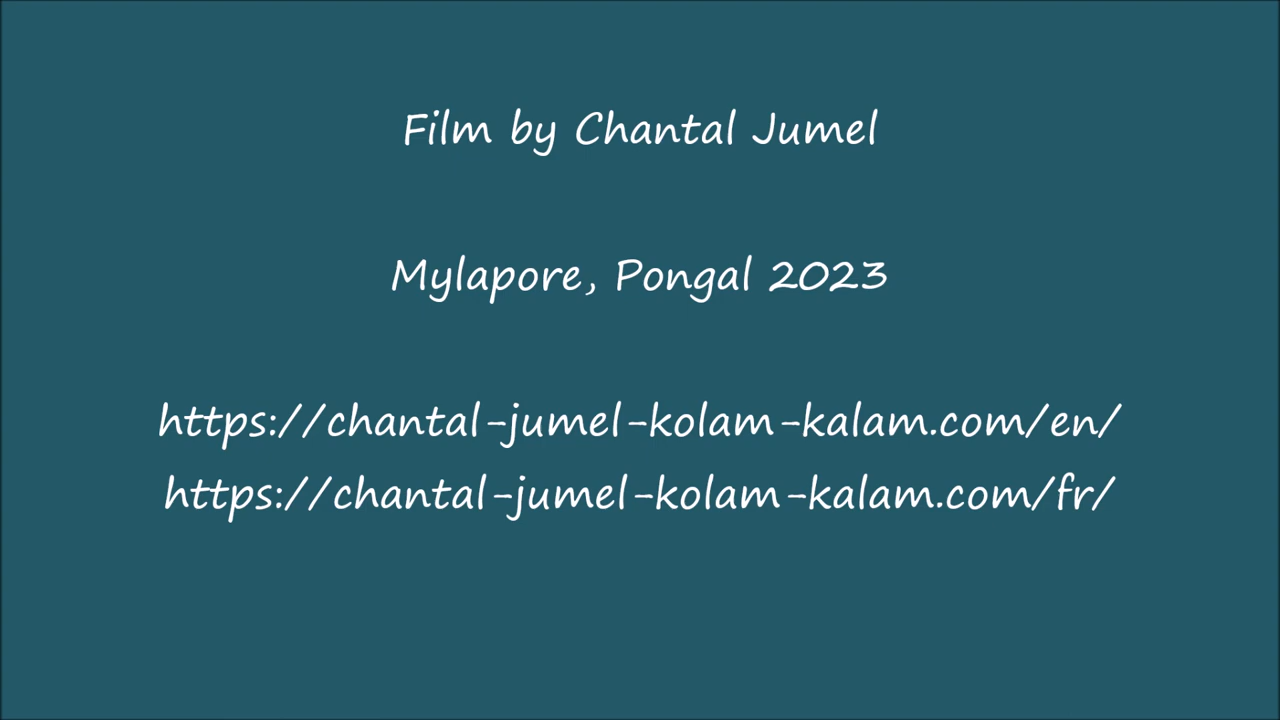 Film by Chantal Jumel
Mylapore, Pongal 2023
https://chantal-jumel-kolam-kalam.com/en/
https://chantal-jumel-kolam-kalam.com/fr/